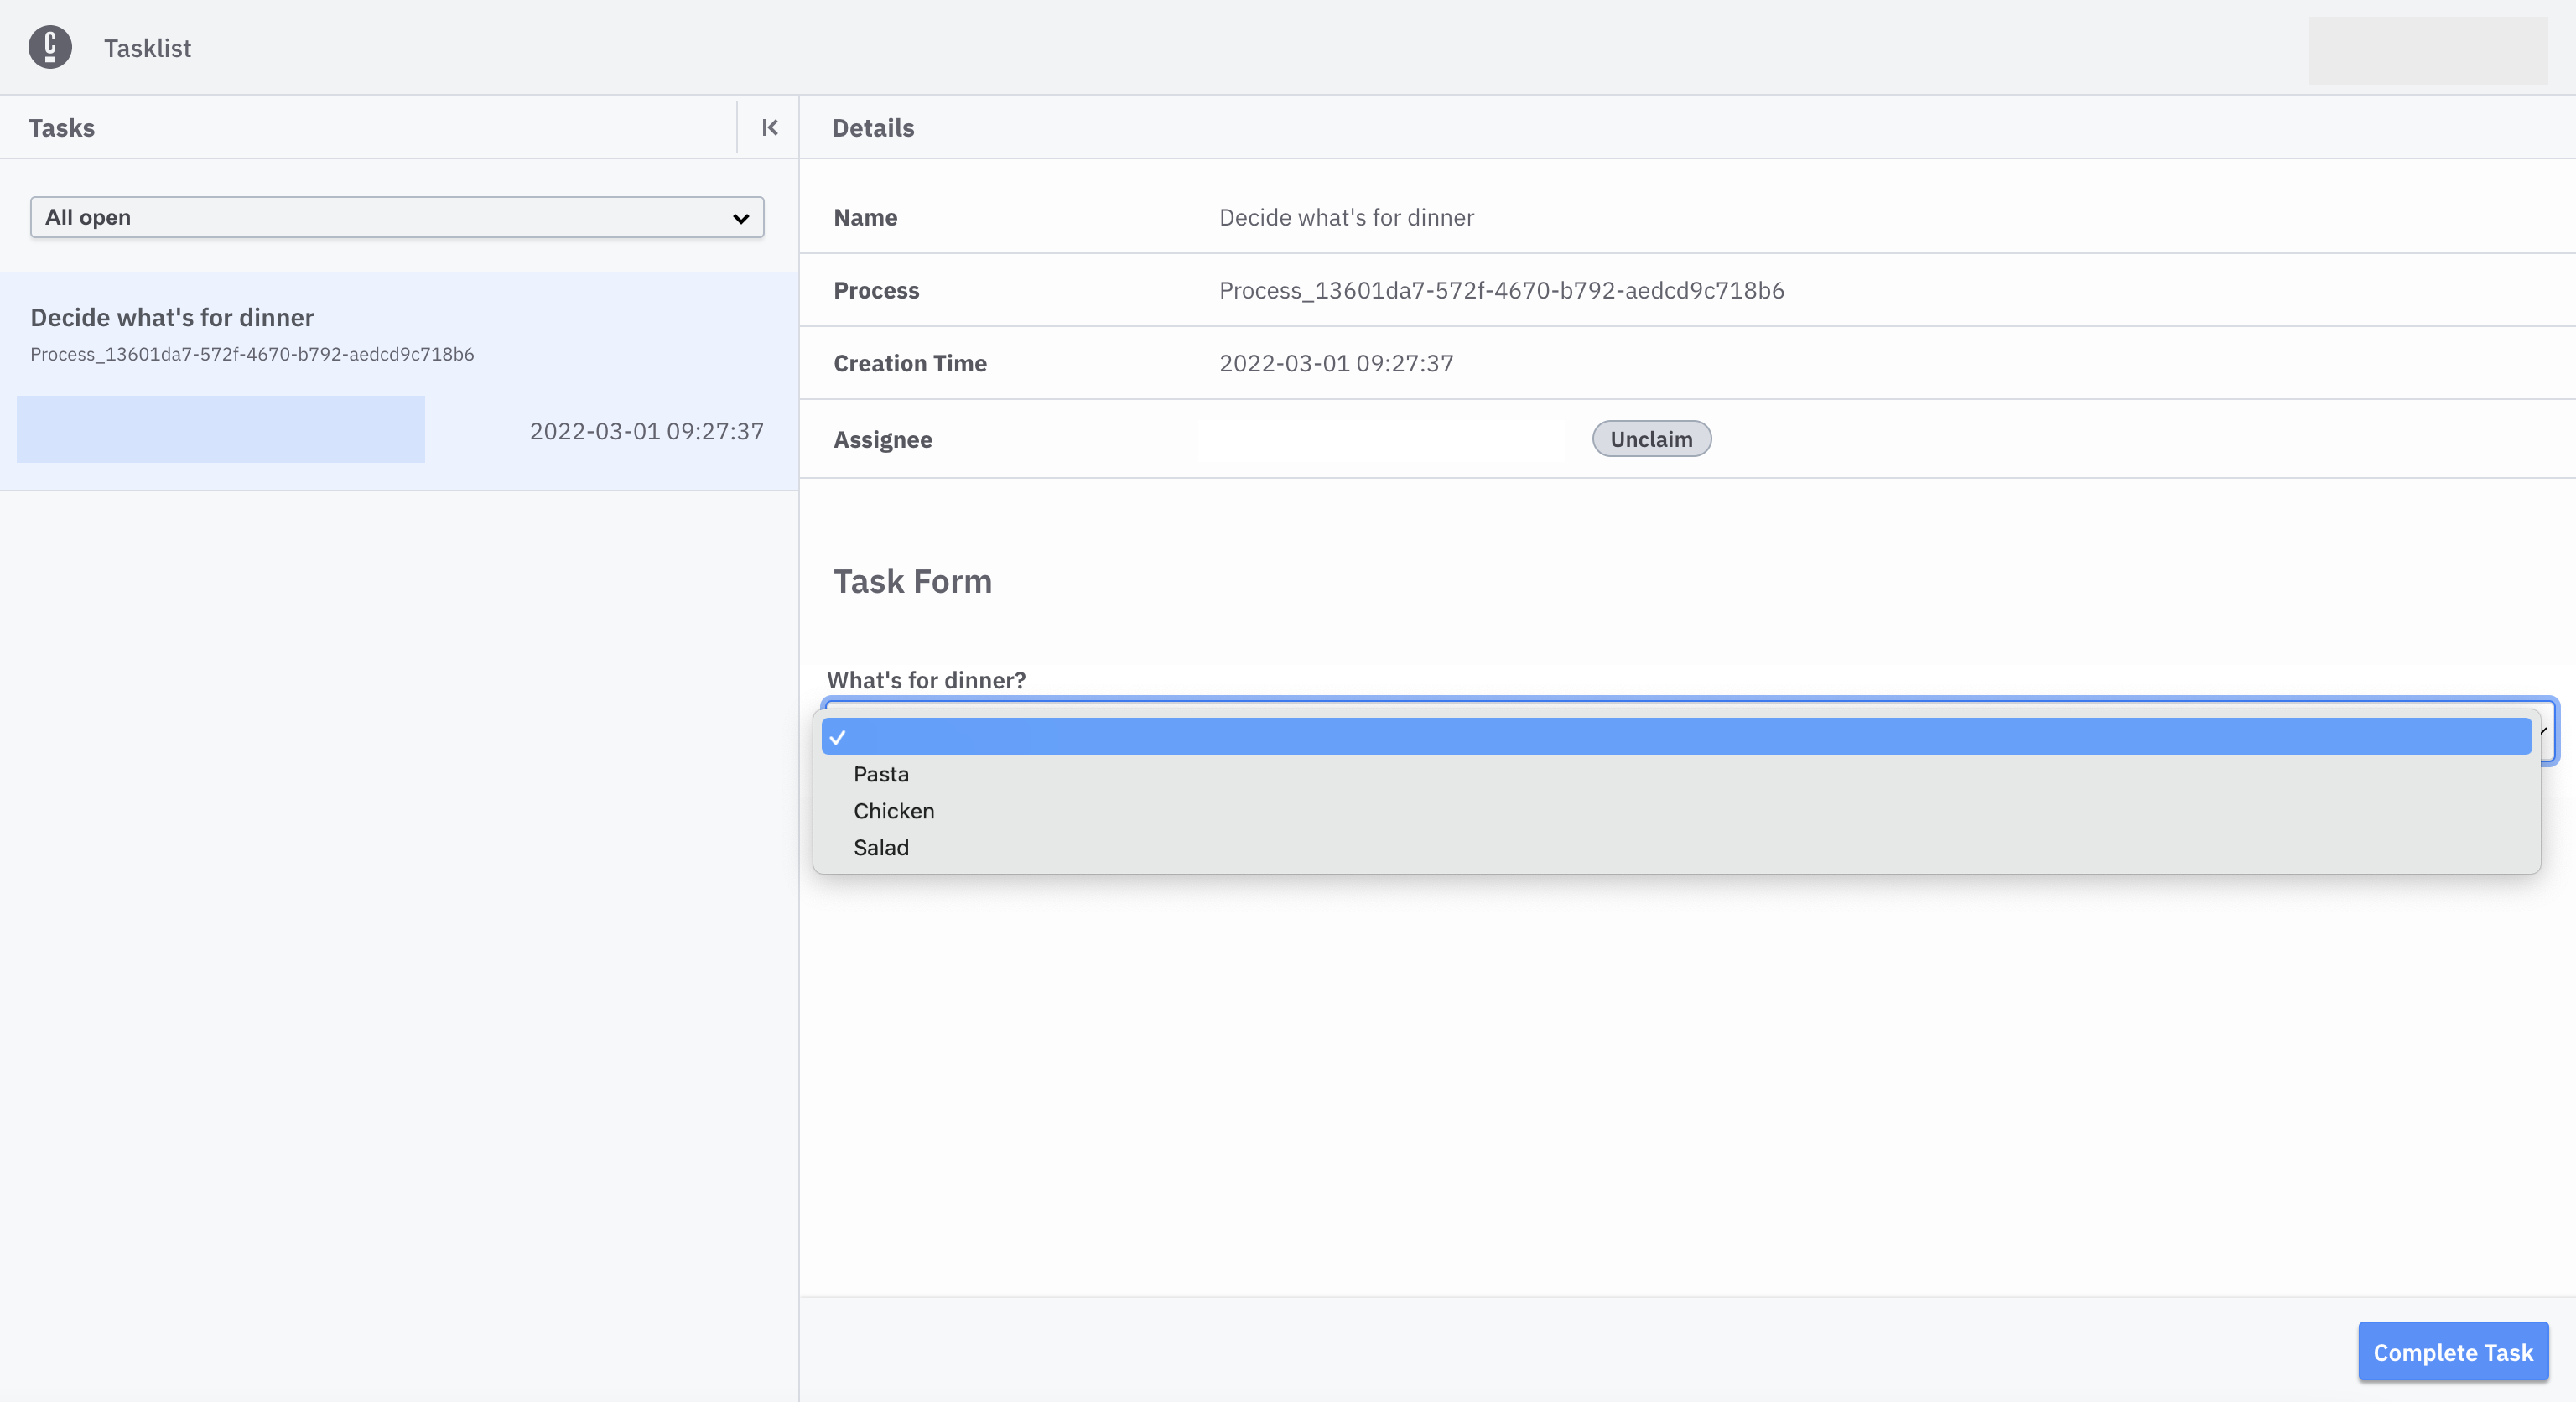 C
Tasklist
Tasks
Details
All open
Decide what's for dinner
Process_13601da7-572f-4670-b792-aedcd9c718b6
2022-03-01 09:27:37
Name
Decide what's for dinner
Process
Process_13601da7-572f-4670-b792-aedcd9c718b6
Creation Time
2022-03-01 09:27:37
Assignee
Unclaim
Task Form
What's for dinner?
Pasta
Chicken
Salad
Complete Task